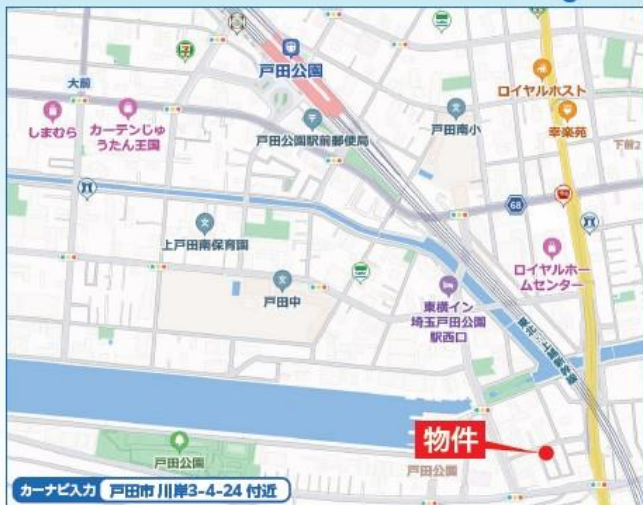 戸田公園
大前
しまむら
カーテンじゅ
うたん王国
戸田公園駅前郵便局
戸田南小
ロイヤルホスト
幸楽苑
下前2
68
上戸田南保育園
戸田中
東横イン
埼玉戸田公園
駅西口
ロイヤルホー
ムセンター
戸田公園
戸田公園
物件
カーナビ入力 戸田市 川岸3-4-24 付近